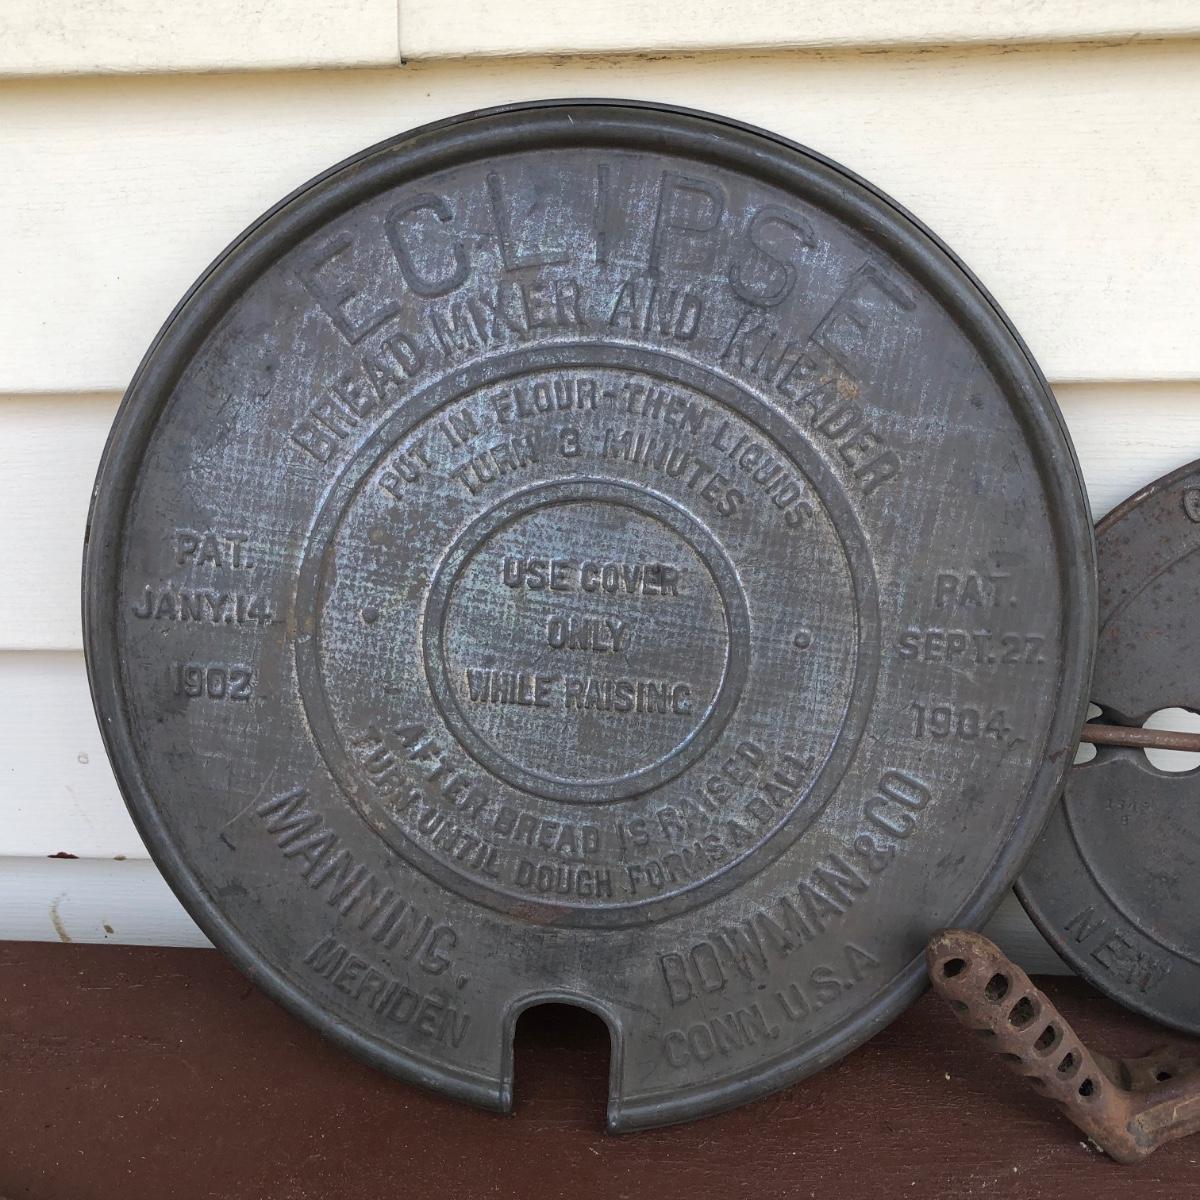 ECLIPSE
BREAD MIXER AND KNEADER
PUT IN FLOUR-THEN LIQUIDS
TURN 3 MINUTES
USE COVER
ONLY
WHILE RAISING
AFTER BREAD IS RAISED
TURN UNTIL DOUGH FORMS A BALL
PAT.
JANY.14.
1902.
PAT.
SEPT.27.
1904.
MANNING, BOWMAN & CO
MERIDEN CONN, U.S.A
NEW